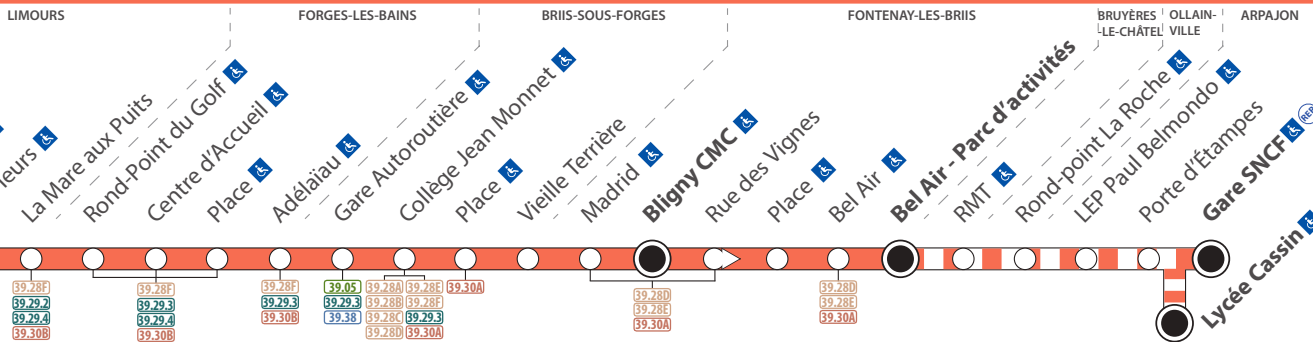 LIMOURS
FORGES-LES-BAINS
BRIIS-SOUS-FORGES
FONTENAY-LES-BRIIS
BRUYÈRES
-LE-CHÂTEL
OLLAIN-
VILLE
ARPAJON
La Mare aux Puits
Rond-Point du Golf
Centre d'Accueil
Place
Adélaïau
Gare Autoroutière
Collège Jean Monnet
Place
Vieille Terrière
Madrid
Bligny CMC
Rue des Vignes
Place
Bel Air
Bel Air - Parc d'activités
RMT
Rond-point La Roche
LEP Paul Belmondo
Porte d'Étampes
Gare SNCF
RER
Lycée Cassin
39.28F
39.29.2
39.29.4
39.30B
39.28F
39.29.3
39.29.4
39.30B
39.28F
39.29.3
39.30B
39.05
39.29.3
39.38
39.28A 39.28E
39.28B 39.28F
39.28C 39.29.3
39.28D 39.30A
39.30A
39.28D
39.28E
39.30A
39.28D
39.28E
39.30A